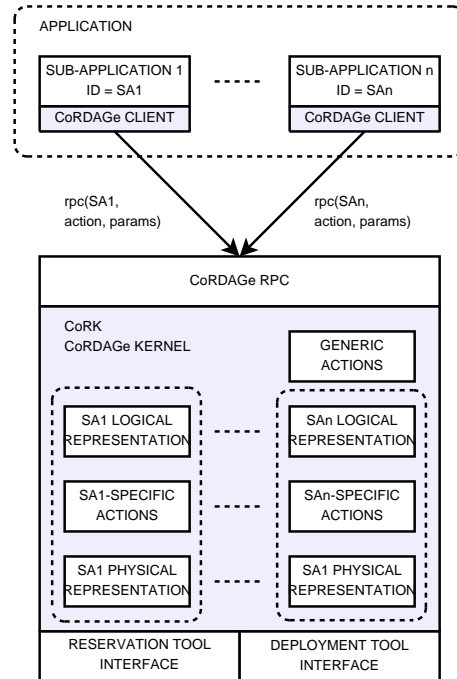 APPLICATION
SUB-APPLICATION 1
ID = SA1
CoRDAGe CLIENT
SUB-APPLICATION n
ID = SAn
CoRDAGe CLIENT
rpc(SA1,
action, params)
rpc(SAn,
action, params)
CoRDAGe RPC
CoRK
CoRDAGe KERNEL
GENERIC
ACTIONS
SA1 LOGICAL
REPRESENTATION
SAn LOGICAL
REPRESENTATION
SA1-SPECIFIC
ACTIONS
SAn-SPECIFIC
ACTIONS
SA1 PHYSICAL
REPRESENTATION
SA1 PHYSICAL
REPRESENTATION
RESERVATION TOOL
INTERFACE
DEPLOYMENT TOOL
INTERFACE